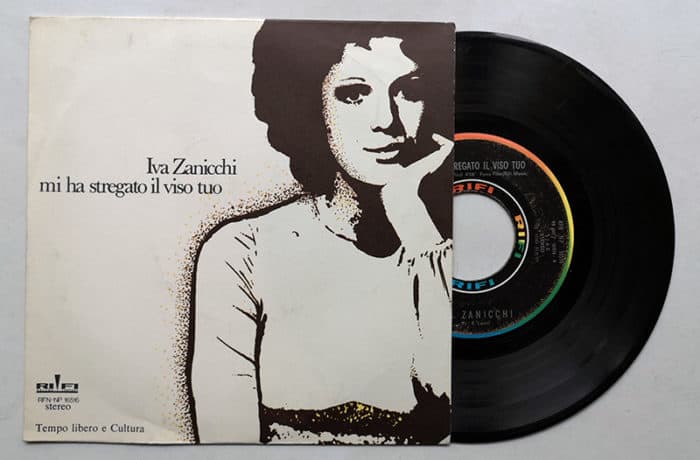 Iva Zanicchi
mi ha stregato il viso tuo
RIFI
RFN-NP 16516
stereo
Tempo libero e Cultura
STREGATO IL VISO TUO
RIFI
RIFI
RIFI
ZANICCHI